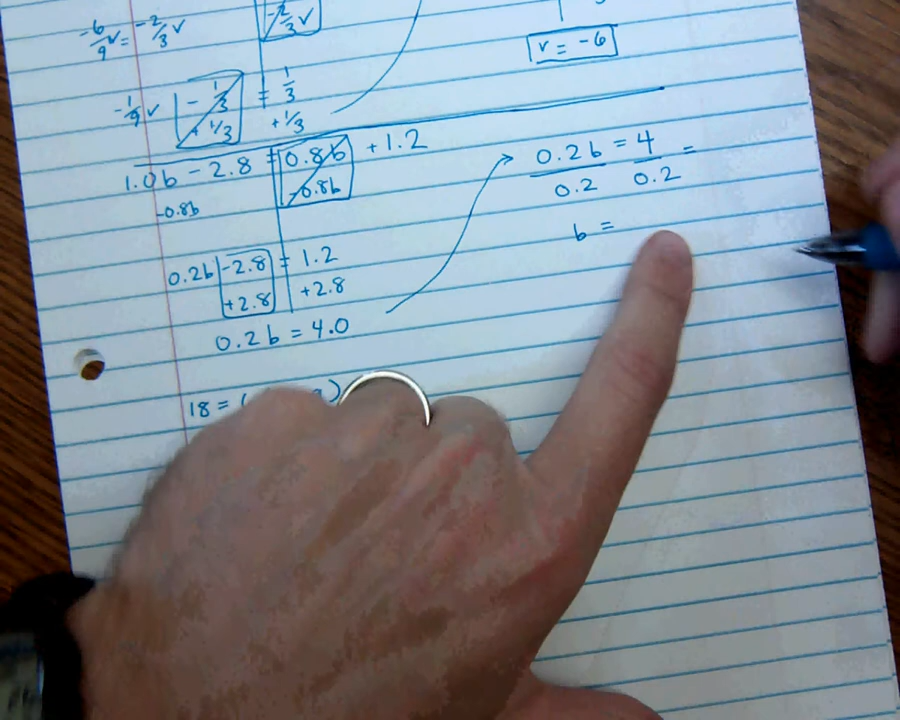 -6/9 v = -2/3 v
-2/3 v
v = -6
-1/9 v - 1/3 = 1/3
+ 1/3 + 1/3
1.0b - 2.8 = 0.8b + 1.2
-0.8b -0.8b
0.2b - 2.8 = 1.2
+2.8 +2.8
0.2b = 4.0
0.2b = 4 =
0.2 0.2
b =
18 = (